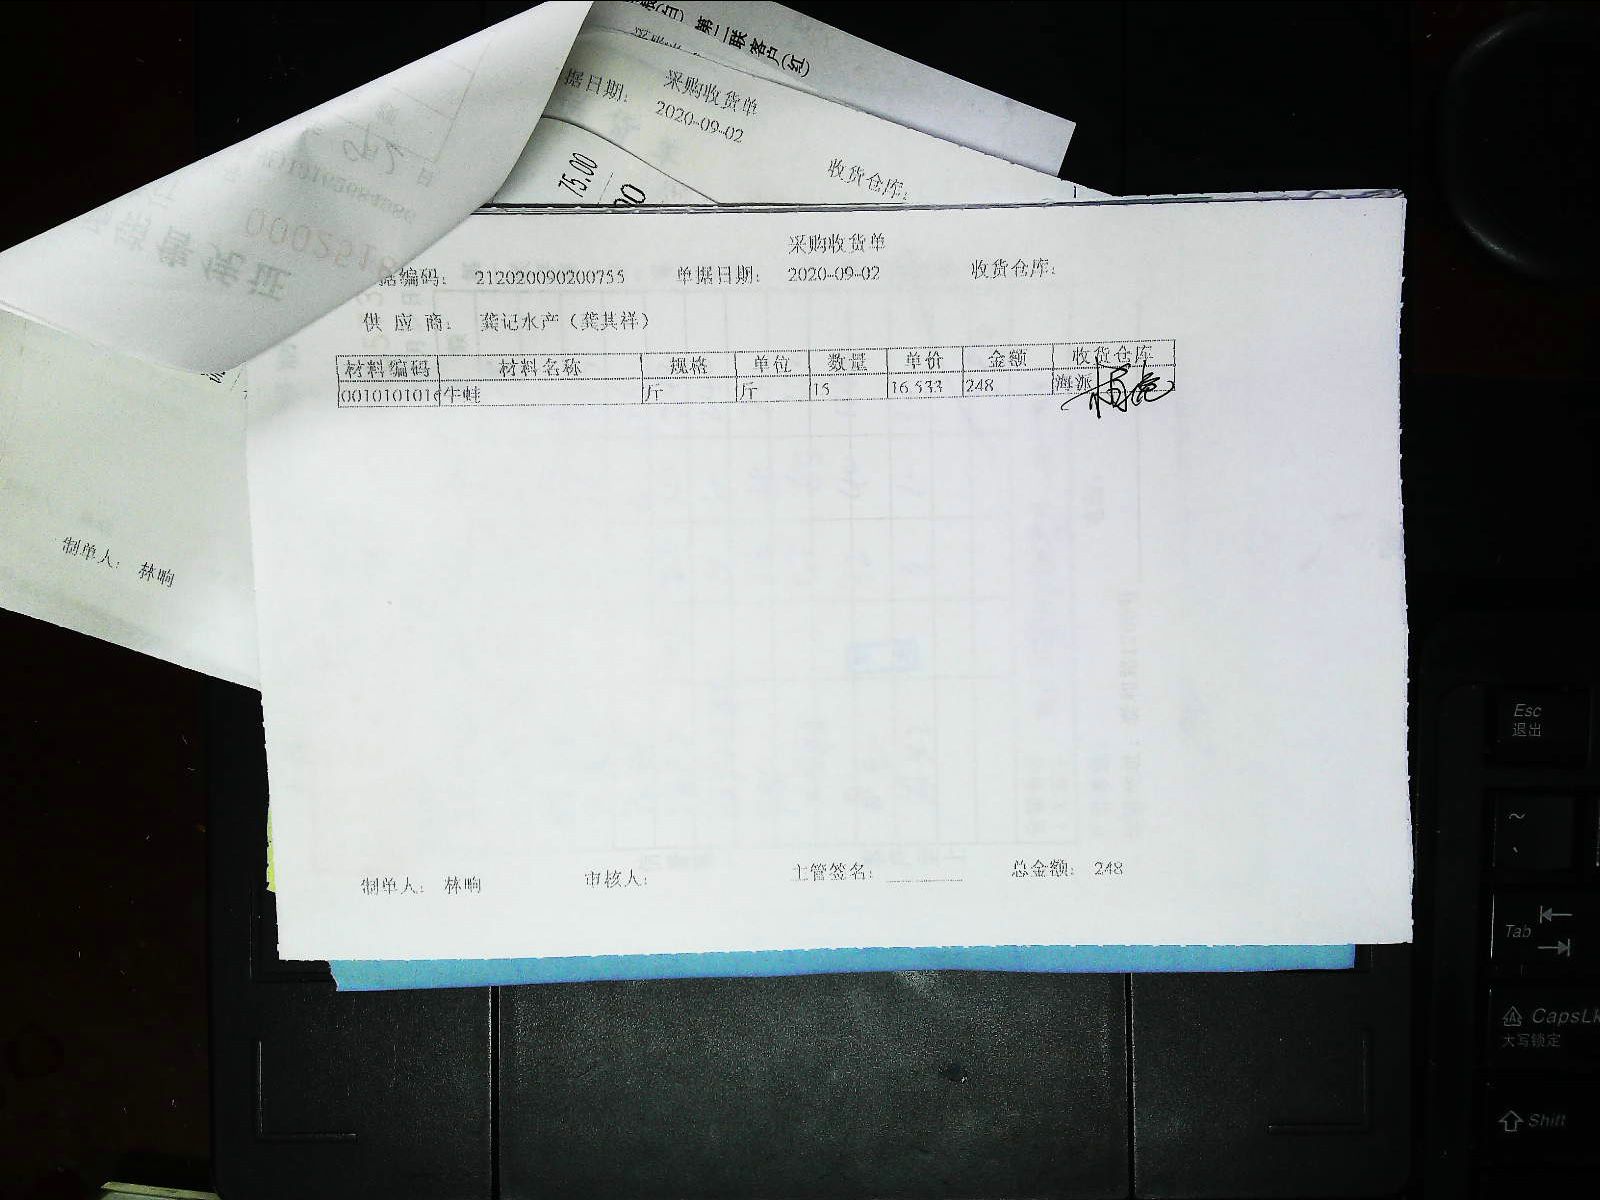 第二联客户(红)
采购收货单
据日期: 2020-09-02
收货仓库:
75.00
采购收货单
据编码: 212020090200755 单据日期: 2020-09-02 收货仓库:
供 应 商: 龚记水产（龚其祥）
材料编码 材料名称 规格 单位 数量 单价 金额 收货仓库
0010101016 牛蛙 斤 斤 15 16.533 248 海派
制单人: 林响
制单人: 林响 审核人: 主管签名: 总金额: 248
Esc
退出
~
Tab
CapsLk
大写锁定
Shift